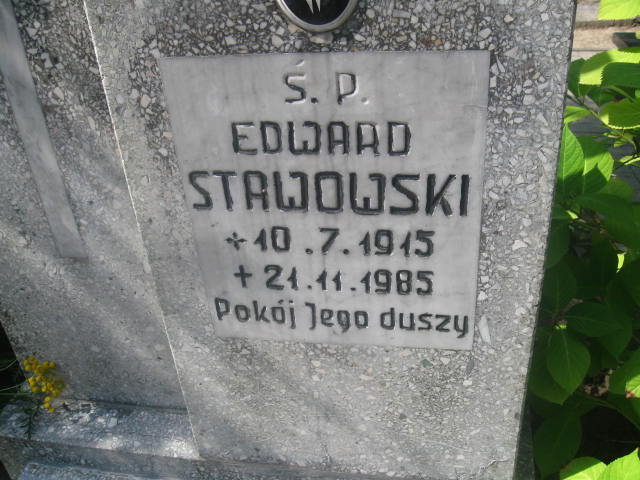 Ś. P.
EDWARD
STAWOWSKI
* 10.7.1915
+ 21.11.1985
Pokój Jego duszy